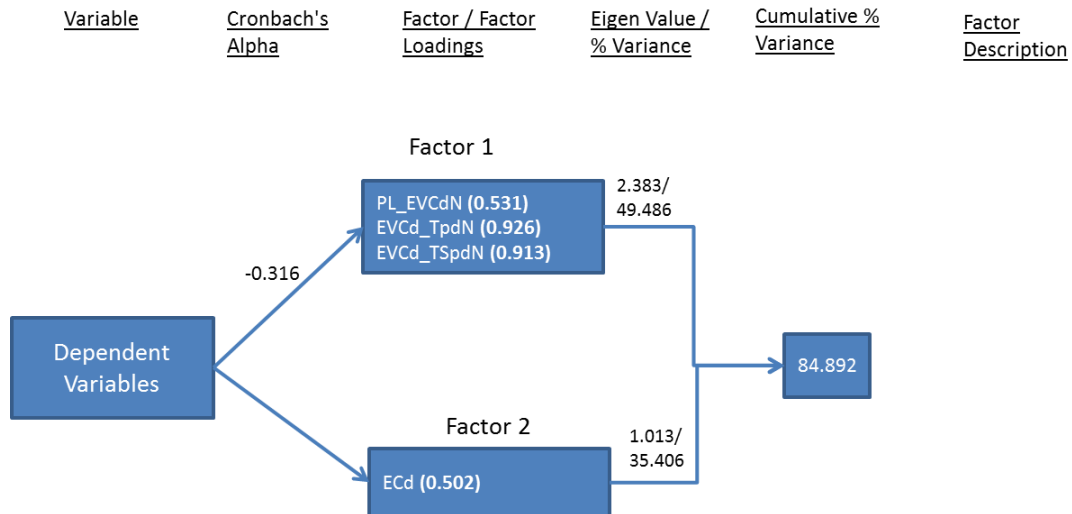 Variable
Cronbach's
Alpha
Factor / Factor
Loadings
Eigen Value /
% Variance
Cumulative %
Variance
Factor
Description
Factor 1
PL_EVCdN (0.531)
EVCd_TpdN (0.926)
EVCd_TSpdN (0.913)
2.383/
49.486
-0.316
Dependent
Variables
84.892
Factor 2
ECd (0.502)
1.013/
35.406